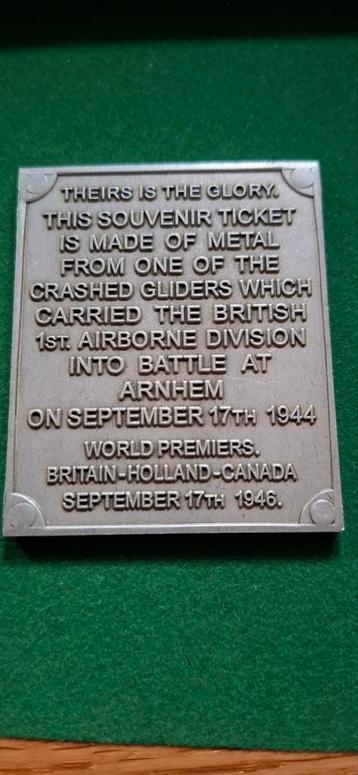 THEIRS IS THE GLORY.
THIS SOUVENIR TICKET
IS MADE OF METAL
FROM ONE OF THE
CRASHED GLIDERS WHICH
CARRIED THE BRITISH
1ST. AIRBORNE DIVISION
INTO BATTLE AT
ARNHEM
ON SEPTEMBER 17TH 1944
WORLD PREMIERS.
BRITAIN-HOLLAND-CANADA
SEPTEMBER 17TH 1946.